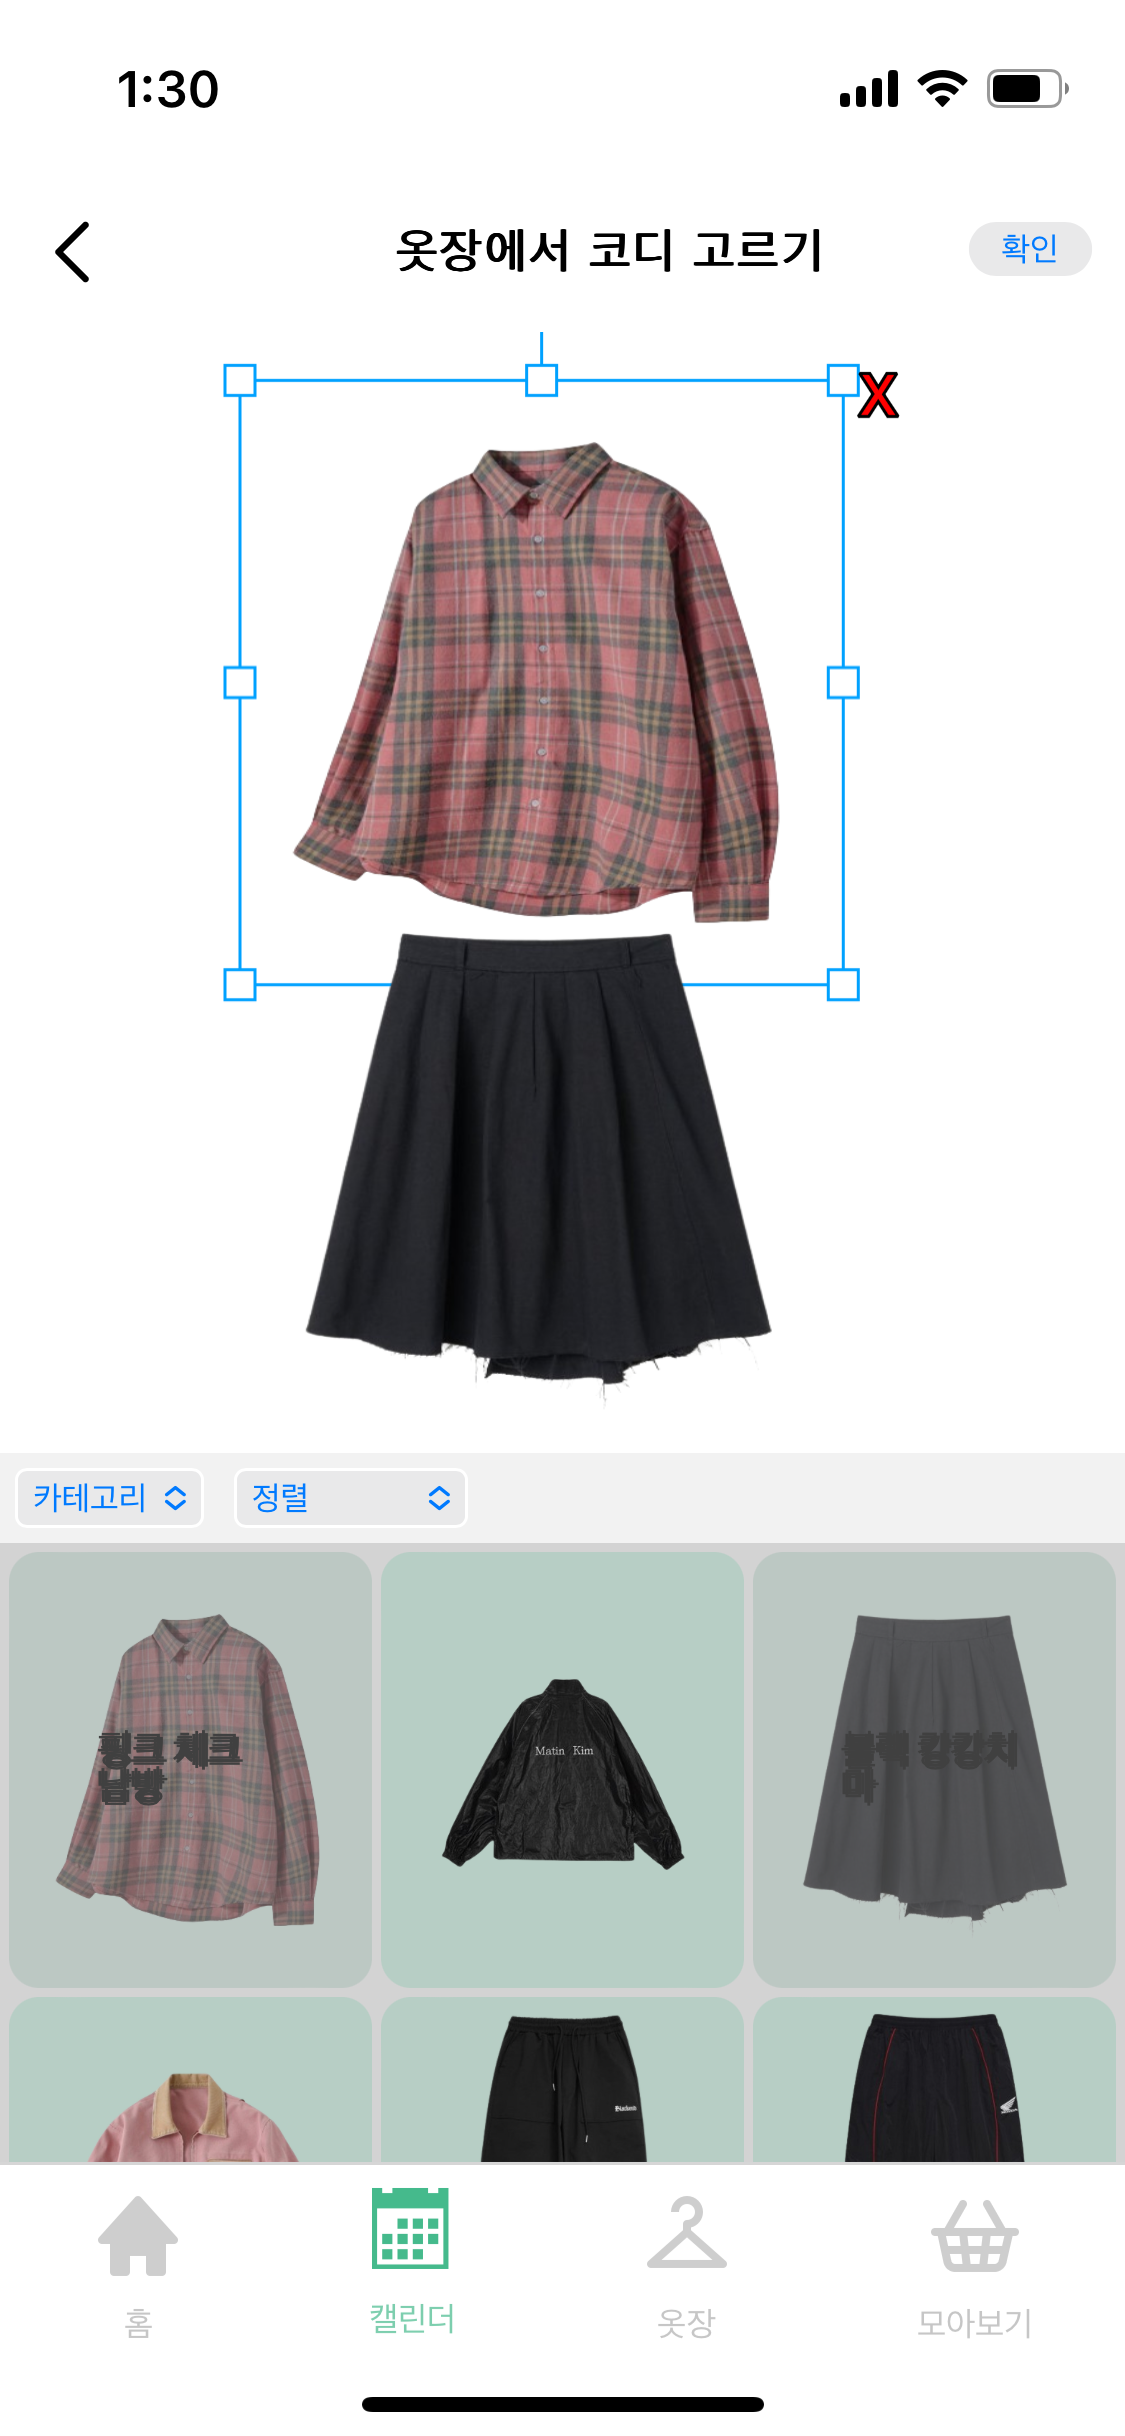 1:30
옷장에서 코디 고르기
확인
X
카테고리
정렬
핑크 체크
남방
Matin Kim
블랙 캉캉치
마
홈
캘린더
옷장
모아보기